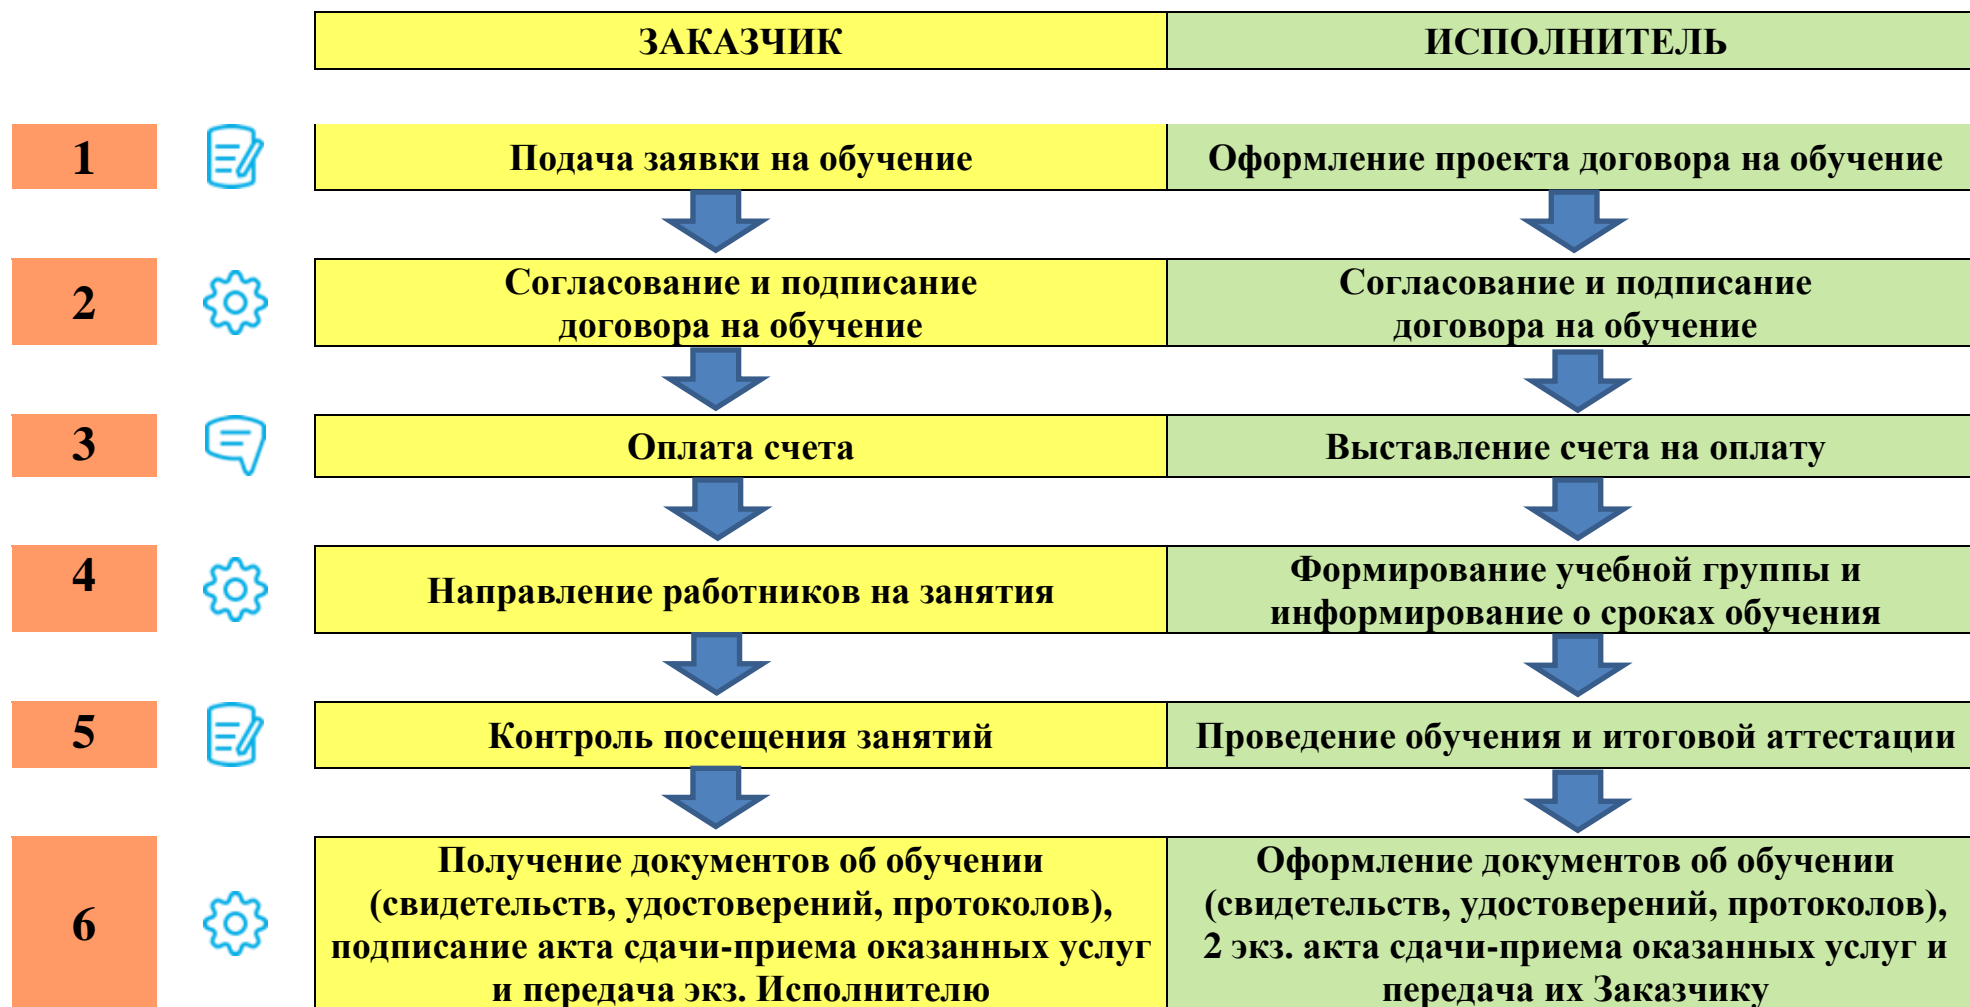 ЗАКАЗЧИК
ИСПОЛНИТЕЛЬ
1
Подача заявки на обучение
Оформление проекта договора на обучение
2
Согласование и подписание
договора на обучение
Согласование и подписание
договора на обучение
3
Оплата счета
Выставление счета на оплату
4
Направление работников на занятия
Формирование учебной группы и
информирование о сроках обучения
5
Контроль посещения занятий
Проведение обучения и итоговой аттестации
6
Получение документов об обучении
(свидетельств, удостоверений, протоколов),
подписание акта сдачи-приема оказанных услуг
и передача экз. Исполнителю
Оформление документов об обучении
(свидетельств, удостоверений, протоколов),
2 экз. акта сдачи-приема оказанных услуг и
передача их Заказчику